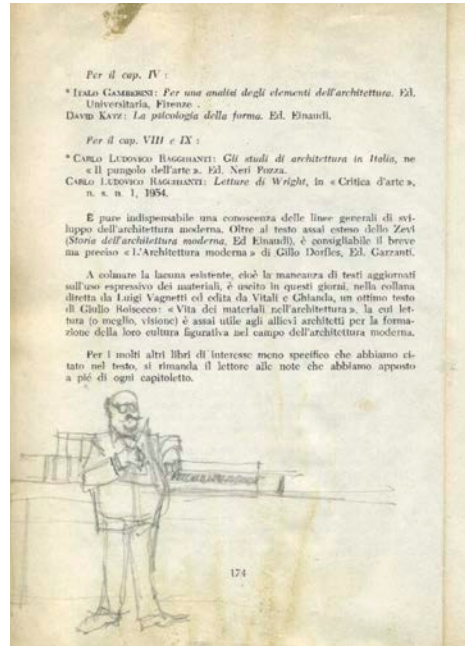 Per il cap. IV :
* ITALO GAMBERINI: Per una analisi degli elementi dell'architettura. Ed.
Universitaria, Firenze .
DAVID KATZ: La psicologia della forma. Ed. Einaudi.
Per il cap. VIII e IX :
* CARLO LUDOVICO RAGGHIANTI: Gli studi di architettura in Italia, ne
« Il pungolo dell'arte ». Ed. Neri Pozza.
CARLO LUDOVICO RAGGHIANTI: Letture di Wright, in « Critica d'arte »,
n. s. n. 1, 1954.
È pure indispensabile una conoscenza delle linee generali di svi-
luppo dell'architettura moderna. Oltre al testo assai esteso dello Zevi
(Storia dell'architettura moderna, Ed Einaudi), è consigliabile il breve
ma preciso « L'Architettura moderna » di Gillo Dorfles, Ed. Garzanti.
A colmare la lacuna esistente, cioè la mancanza di testi aggiornati
sull'uso espressivo dei materiali, è uscito in questi giorni, nella collana
diretta da Luigi Vagnetti ed edita da Vitali e Ghianda, un ottimo testo
di Giulio Roisecco: « Vita dei materiali nell'architettura ». la cui let-
tura (o meglio, visione) è assai utile agli allievi architetti per la forma-
zione della loro cultura figurativa nel campo dell'architettura moderna.
Per i molti altri libri di interesse meno specifico che abbiamo ci-
tato nel testo, si rimanda il lettore alle note che abbiamo apposto
a piè di ogni capitoletto.
174